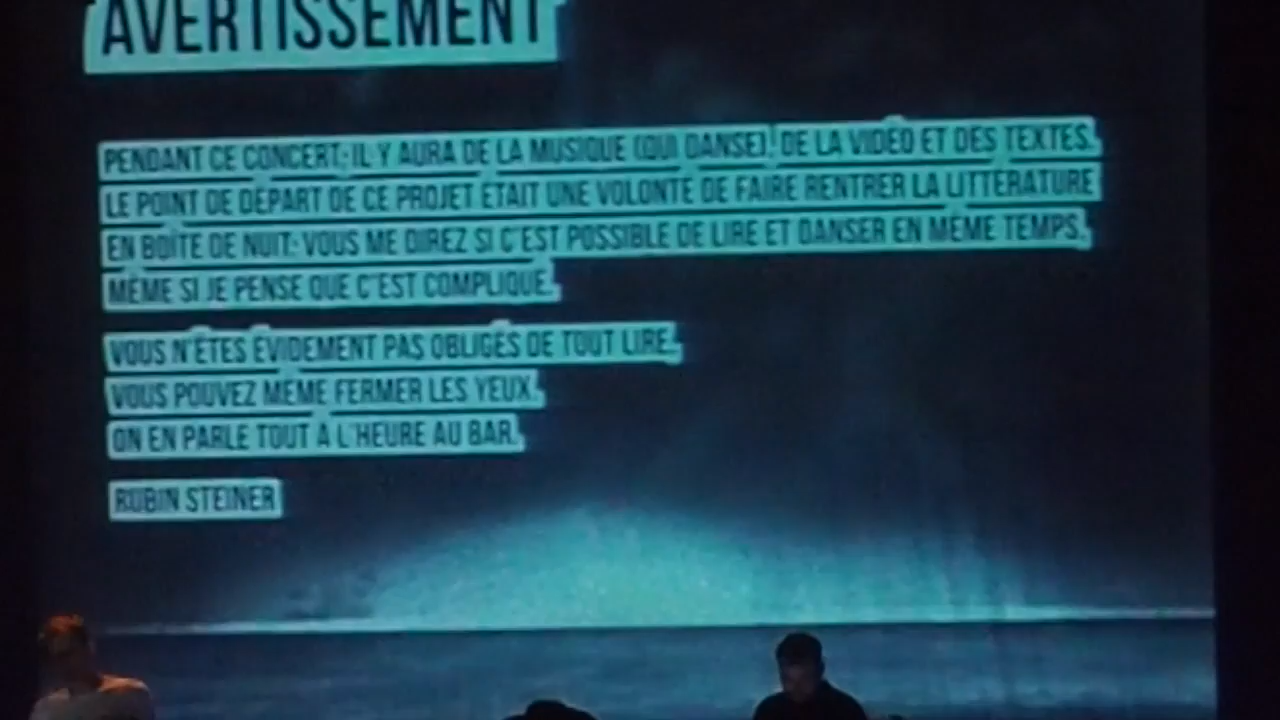 AVERTISSEMENT
PENDANT CE CONCERT, IL Y AURA DE LA MUSIQUE (QUI DANSE), DE LA VIDÉO ET DES TEXTES.
LE POINT DE DÉPART DE CE PROJET ÉTAIT UNE VOLONTÉ DE FAIRE RENTRER LA LITTÉRATURE
EN BOÎTE DE NUIT. VOUS ME DIREZ SI C'EST POSSIBLE DE LIRE ET DANSER EN MÊME TEMPS,
MÊME SI JE PENSE QUE C'EST COMPLIQUÉ.
VOUS N'ÊTES ÉVIDEMENT PAS OBLIGÉS DE TOUT LIRE.
VOUS POUVEZ MÊME FERMER LES YEUX.
ON EN PARLE TOUT À L'HEURE AU BAR.
RUBIN STEINER